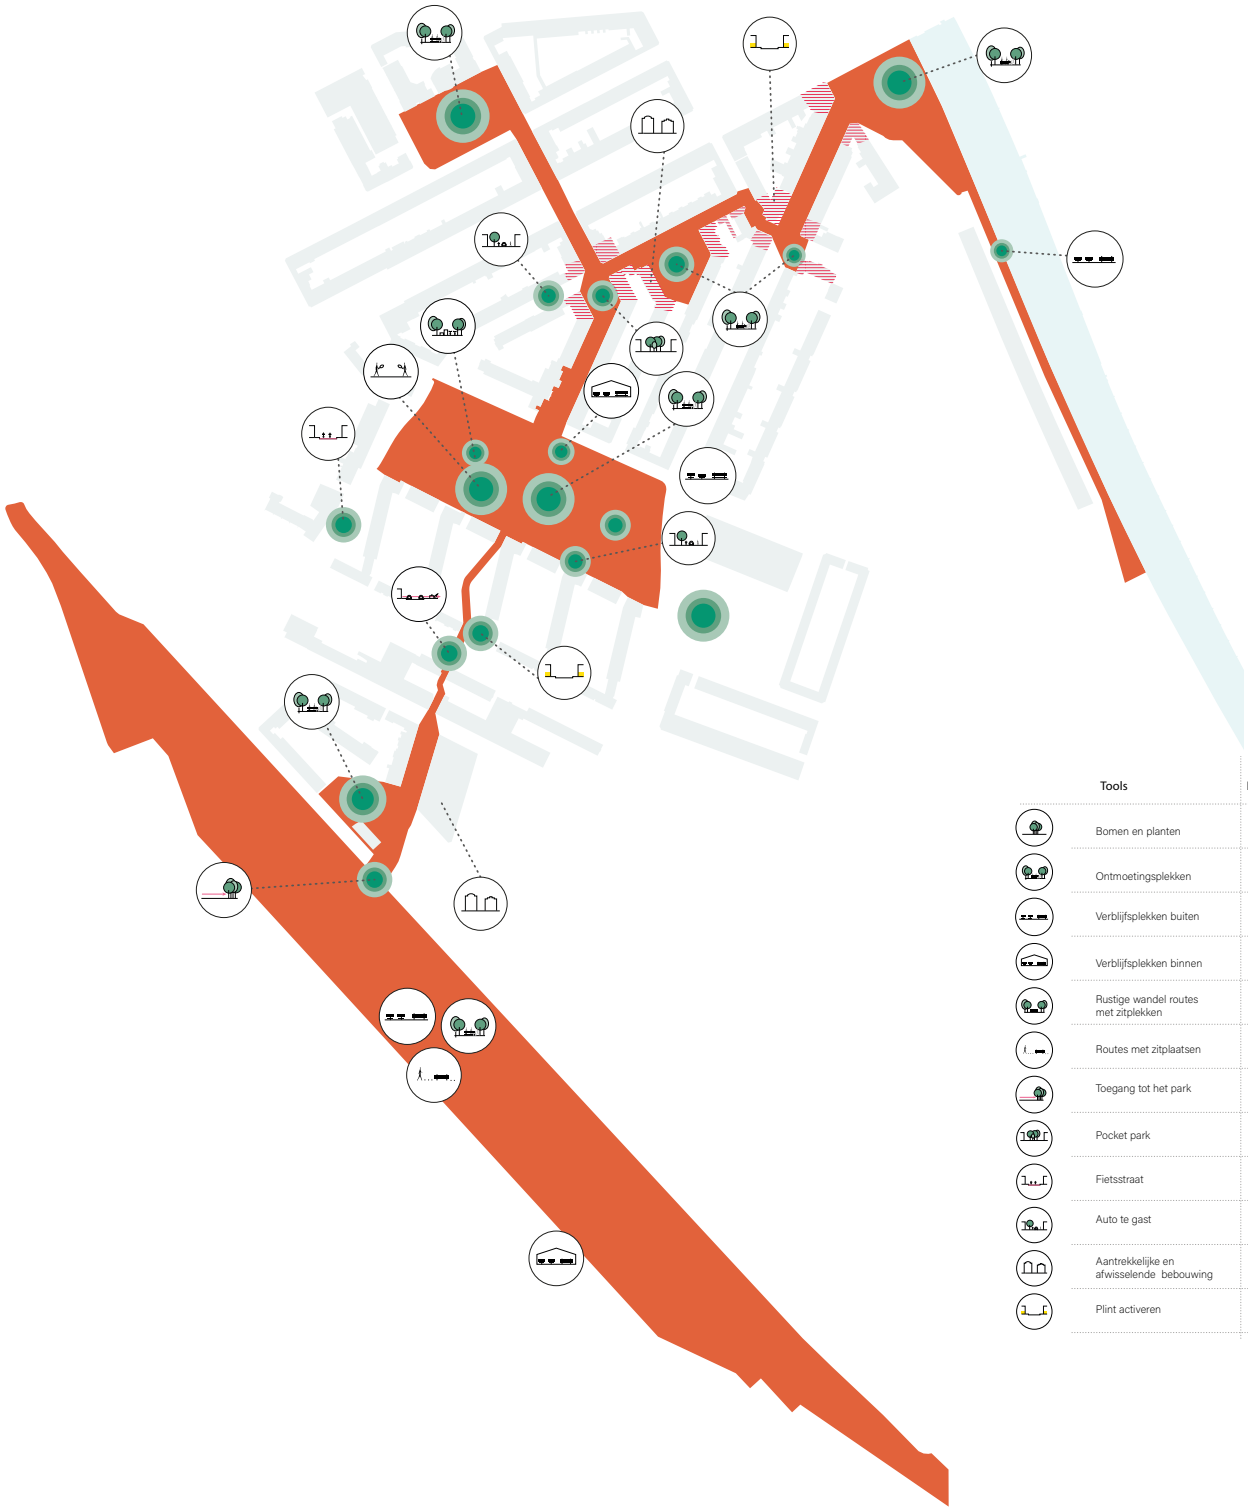 Tools
Bomen en planten
Ontmoetingsplekken
Verblijfsplekken buiten
Verblijfsplekken binnen
Rustige wandel routes
met zitplekken
Routes met zitplaatsen
Toegang tot het park
Pocket park
Fietsstraat
Auto te gast
Aantrekkelijke en
afwisselende bebouwing
Plint activeren